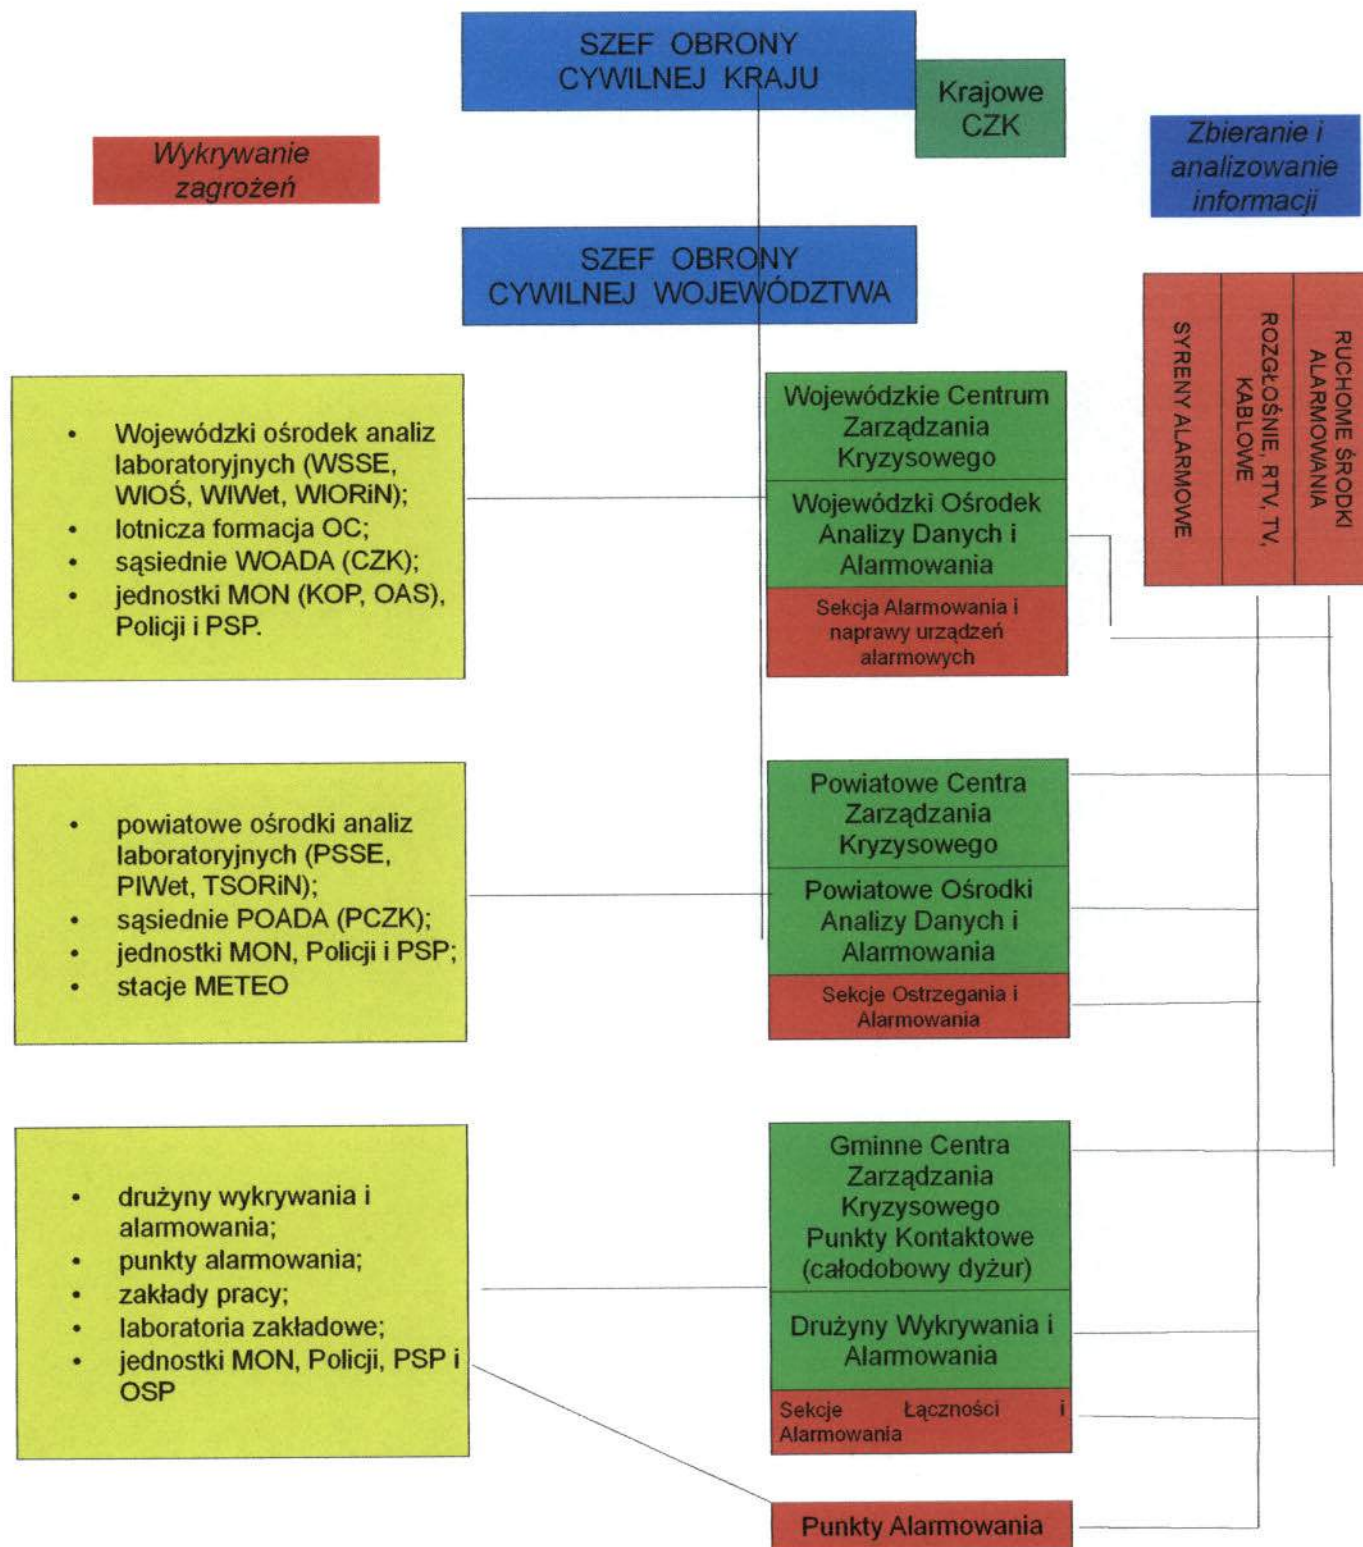 SZEF OBRONY
CYWILNEJ KRAJU
Krajowe
CZK
Wykrywanie
zagrożeń
Zbieranie i
analizowanie
informacji
SZEF OBRONY
CYWILNEJ WOJEWÓDZTWA
SYRENY ALARMOWE
ROZGŁOŚNIE, RTV, TV,
KABLOWE
RUCHOME ŚRODKI
ALARMOWANIA
• Wojewódzki ośrodek analiz
laboratoryjnych (WSSE,
WIOŚ, WIWet, WIORiN);
• lotnicza formacja OC;
• sąsiednie WOADA (CZK);
• jednostki MON (KOP, OAS),
Policji i PSP.
Wojewódzkie Centrum
Zarządzania
Kryzysowego
Wojewódzki Ośrodek
Analizy Danych i
Alarmowania
Sekcja Alarmowania i
naprawy urządzeń
alarmowych
• powiatowe ośrodki analiz
laboratoryjnych (PSSE,
PIWet, TSORiN);
• sąsiednie POADA (PCZK);
• jednostki MON, Policji i PSP;
• stacje METEO
Powiatowe Centra
Zarządzania
Kryzysowego
Powiatowe Ośrodki
Analizy Danych i
Alarmowania
Sekcje Ostrzegania i
Alarmowania
• drużyny wykrywania i
alarmowania;
• punkty alarmowania;
• zakłady pracy;
• laboratoria zakładowe;
• jednostki MON, Policji, PSP i
OSP
Gminne Centra
Zarządzania
Kryzysowego
Punkty Kontaktowe
(całodobowy dyżur)
Drużyny Wykrywania i
Alarmowania
Sekcje Łączności i
Alarmowania
Punkty Alarmowania